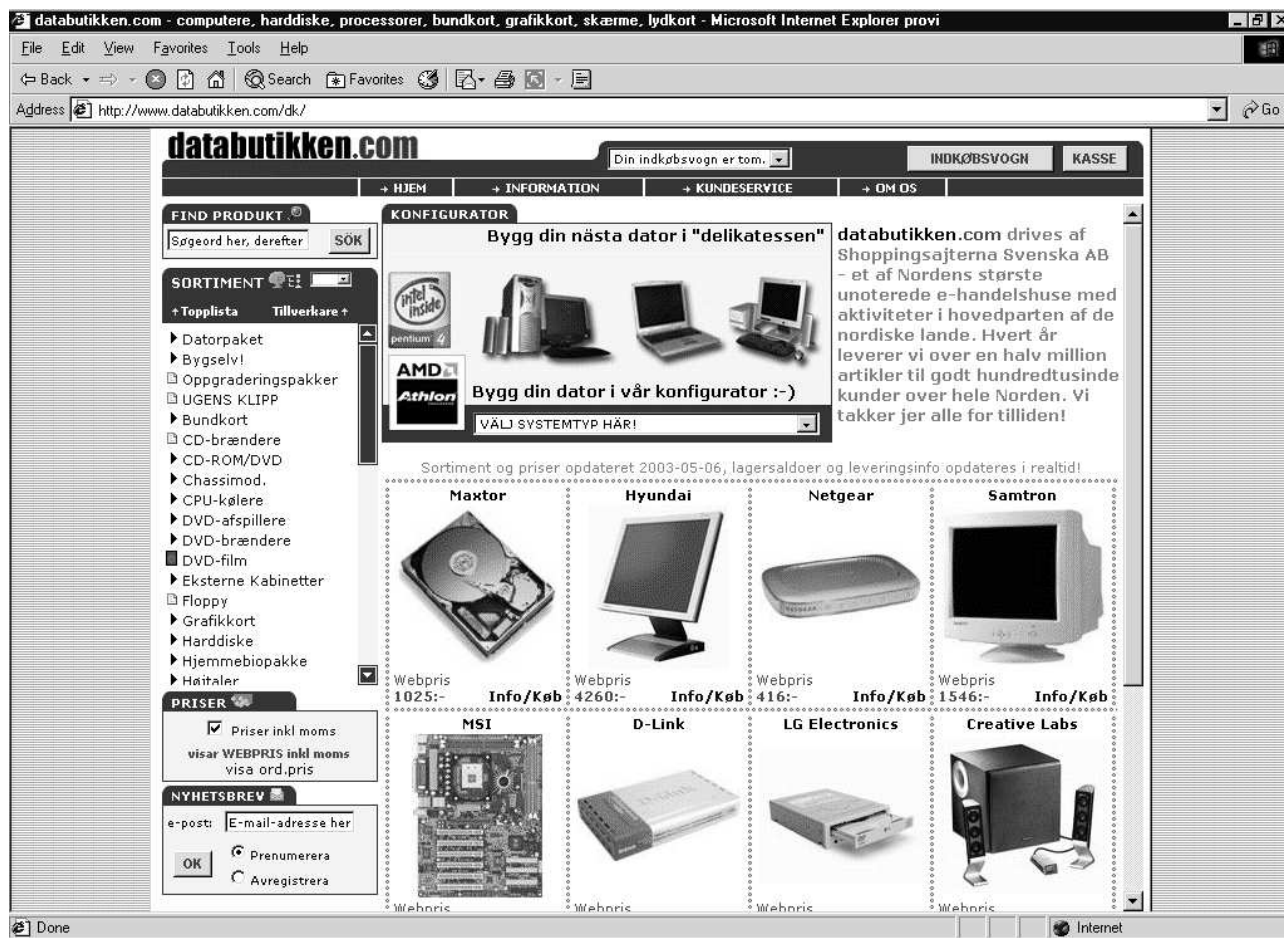 databutikken.com - computere, harddiske, processorer, bundkort, grafikkort, skærme, lydkort - Microsoft Internet Explorer provi
File Edit View Favorites Tools Help
Back Search Favorites
Address http://www.databutikken.com/dk/ Go
databutikken.com
Din indkøbsvogn er tom. INDKØBSVOGN KASSE
→ HJEM → INFORMATION → KUNDESERVICE → OM OS
FIND PRODUKT
Søgeord her, derefter SÖK
SORTIMENT
↑Topplista Tillverkare↑
Datorpaket
Bygselv!
Oppgraderingspakker
UGENS KLIPP
Bundkort
CD-brændere
CD-ROM/DVD
Chassimod.
CPU-kølere
DVD-afspillere
DVD-brændere
DVD-film
Eksterne Kabinetter
Floppy
Grafikkort
Harddiske
Hjemmebiopakke
Højtaler
PRISER
Priser inkl moms
visar WEBPRIS inkl moms
visa ord.pris
NYHETSBREV
e-post: E-mail-adresse her
OK
Prenumerera
Avregistrera
KONFIGURATOR
Bygg din nästa dator i "delikatessen"
intel inside
pentium 4
AMD
Athlon
Bygg din dator i vår konfigurator :-)
VÄLJ SYSTEMTYP HÄR!
databutikken.com drives af
Shoppingsajterna Svenska AB
- et af Nordens største
unoterede e-handelshuse med
aktiviteter i hovedparten af de
nordiske lande. Hvert år
leverer vi over en halv million
artikler til godt hundredtusinde
kunder over hele Norden. Vi
takker jer alle for tilliden!
Sortiment og priser opdateret 2003-05-06, lagersaldoer og leveringsinfo opdateres i realtid!
Maxtor Hyundai Netgear Samtron
Webpris Webpris Webpris Webpris
1025:- Info/Køb 4260:- Info/Køb 416:- Info/Køb 1546:- Info/Køb
MSI D-Link LG Electronics Creative Labs
Webpris Webpris Webpris Webpris
Done Internet